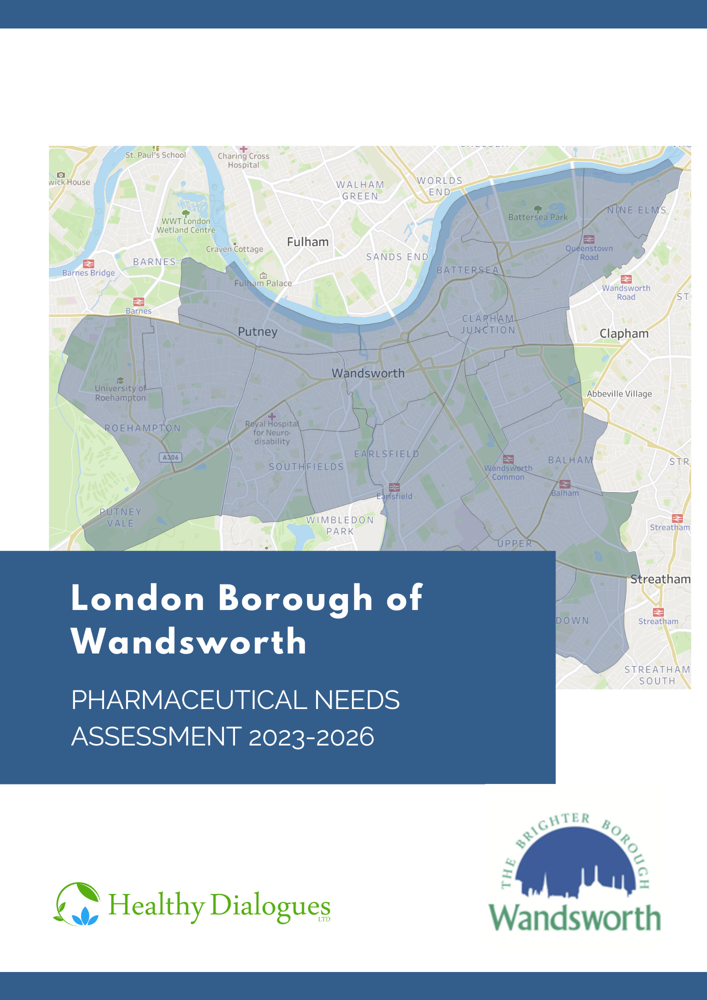 CHELSEA
St. Paul's School
Charing Cross
Hospital
wick House
WALHAM
GREEN
WORLDS
END
NINE ELMS
Battersea Park
WWT London
Wetland Centre
Fulham
Craven Cottage
Queenstown
Road
SANDS END
BARNES
Barnes Bridge
BATTERSEA
Fulham Palace
Wandsworth
Road
ST
Barnes
CLAPHAM
JUNCTION
Putney
Clapham
Wandsworth
University of
Roehampton
Abbeville Village
Royal Hospital
for Neuro-
disability
ROEHAMPTON
A306
EARLSFIELD
BALHAM
STR
SOUTHFIELDS
Wandsworth
Common
Balham
Earlsfield
PUTNEY
VALE
WIMBLEDON
PARK
Streatham
UPPER
Streatham
DOWN
Streatham
STREATHAM
SOUTH
London Borough of
Wandsworth
PHARMACEUTICAL NEEDS
ASSESSMENT 2023-2026
THE BRIGHTER BOROUGH
Wandsworth
Healthy Dialogues
LTD